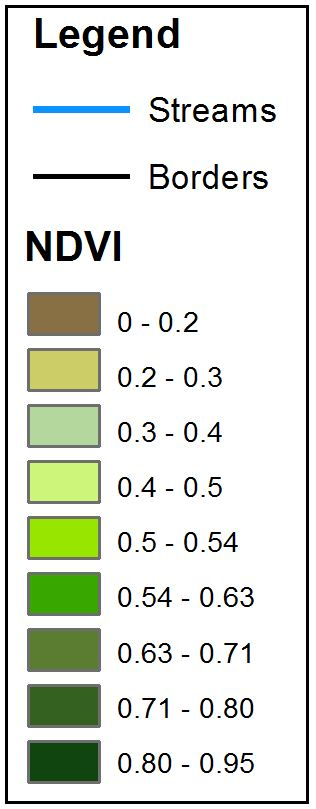 Legend
Streams
Borders
NDVI
0 - 0.2
0.2 - 0.3
0.3 - 0.4
0.4 - 0.5
0.5 - 0.54
0.54 - 0.63
0.63 - 0.71
0.71 - 0.80
0.80 - 0.95